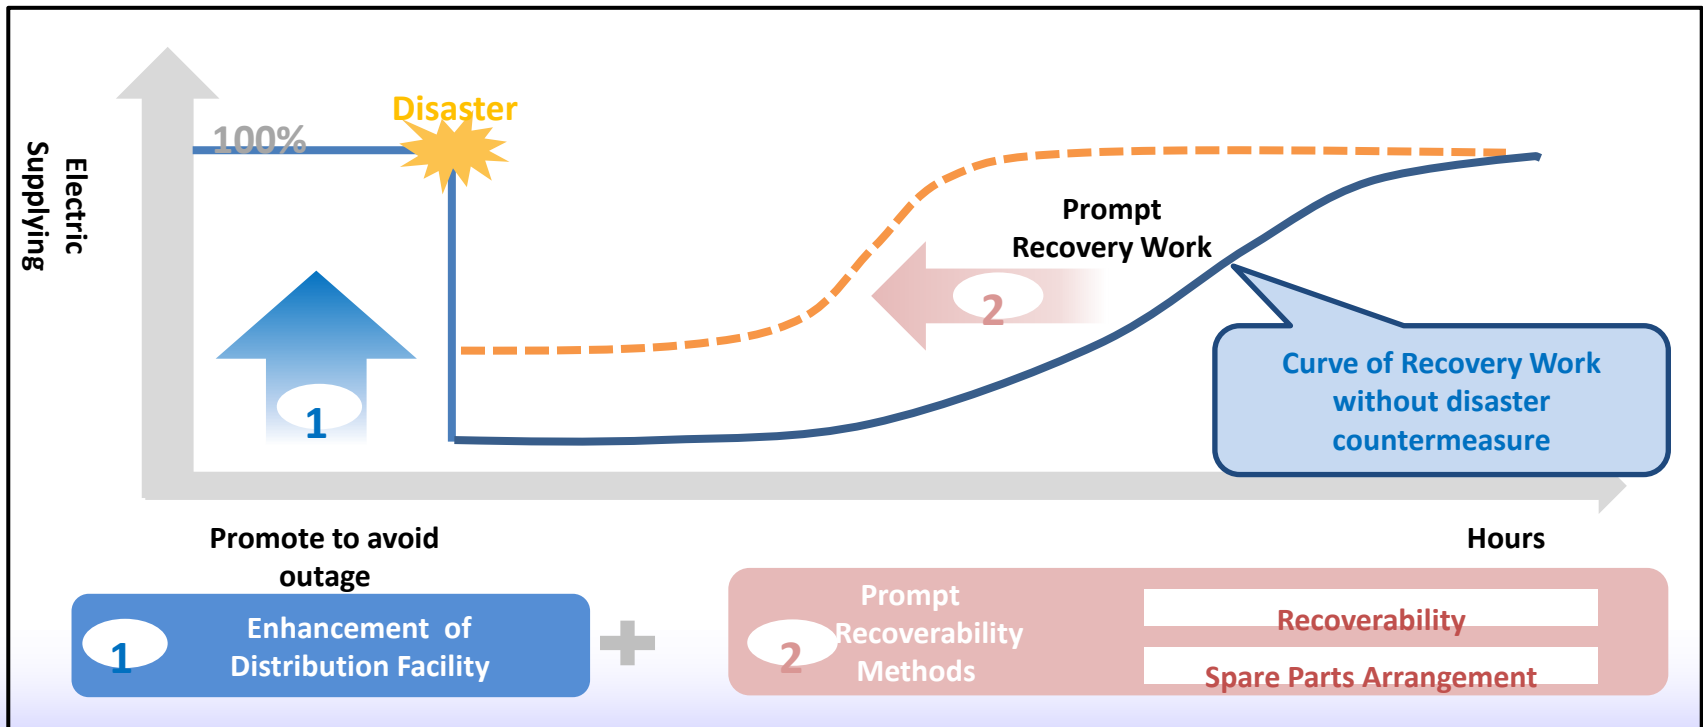 Disaster
100%
Electric
Supplying
Prompt
Recovery Work
2
1
Curve of Recovery Work
without disaster
countermeasure
Promote to avoid
outage
Hours
1
Enhancement of
Distribution Facility
2
Prompt
Recoverability
Methods
Recoverability
Spare Parts Arrangement